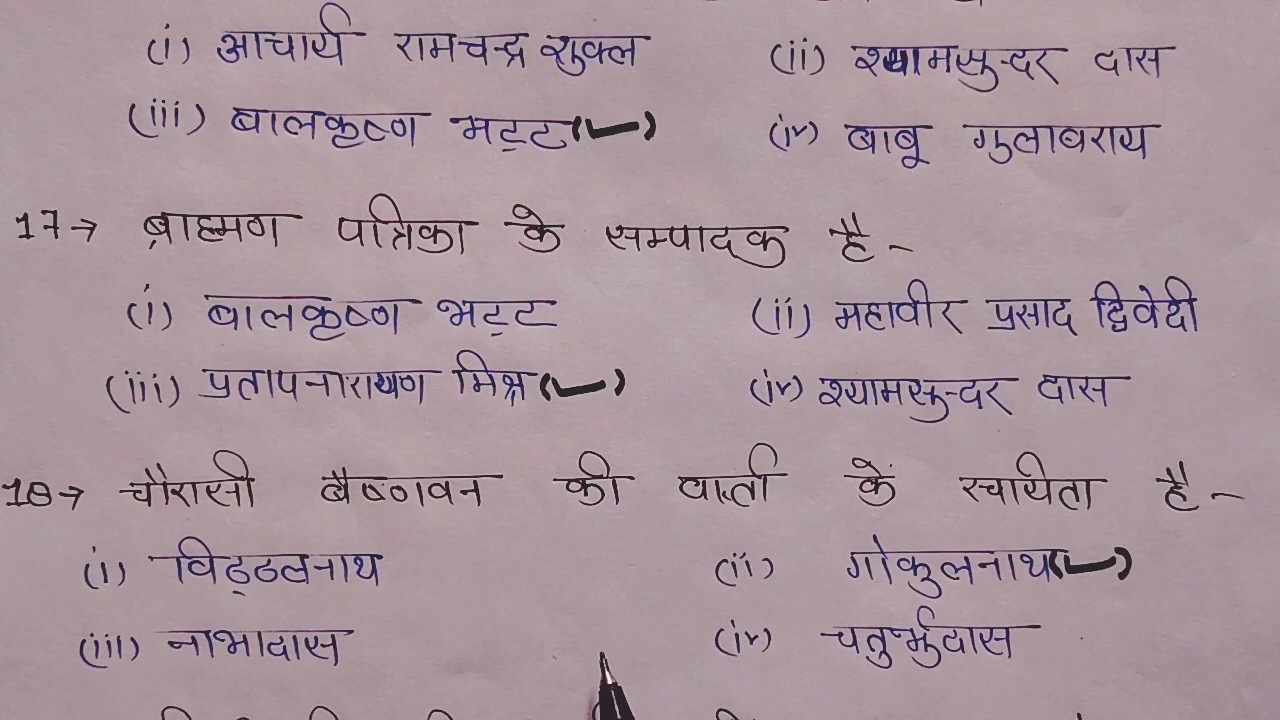 (i) आचार्य रामचन्द्र शुक्ल (ii) श्यामसुन्दर दास
(iii) बालकृष्ण भट्ट (✓) (iv) बाबू गुलाबराय
17→ ब्राह्मण पत्रिका के सम्पादक है -
(i) बालकृष्ण भट्ट (ii) महावीर प्रसाद द्विवेदी
(iii) प्रतापनारायण मिश्र (✓) (iv) श्यामसुन्दर दास
18→ चौरासी बैष्णवन की वार्ता के रचयिता है -
(i) विट्ठलनाथ (ii) गोकुलनाथ (✓)
(iii) नाभादास (iv) चतुर्भुदास